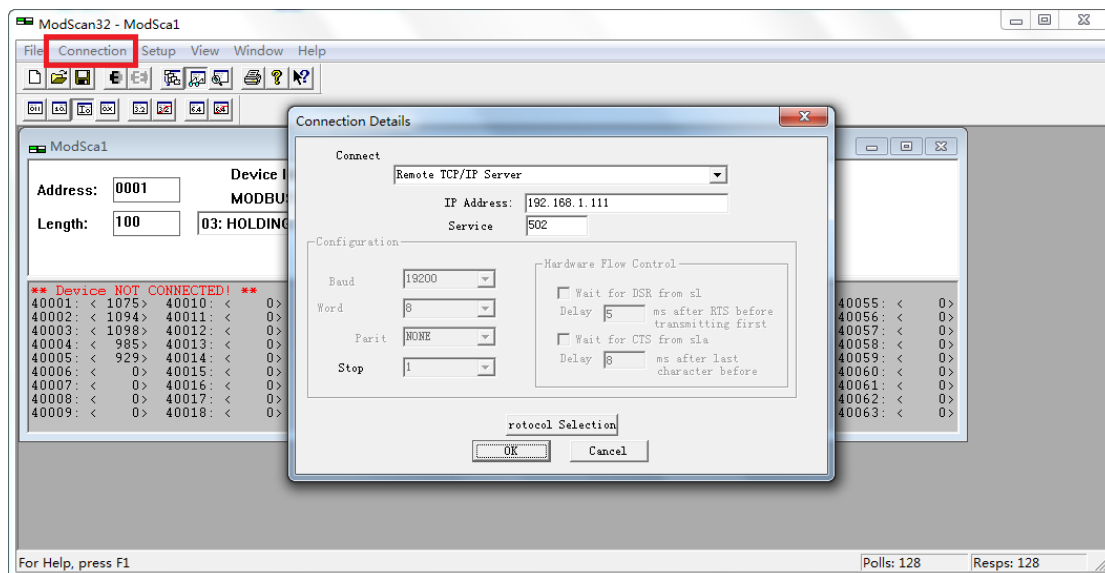 ModScan32 - ModSca1
File Connection Setup View Window Help
ModSca1
Connection Details
Address: 0001
Device I
MODBUS
Length: 100
03: HOLDING
Connect
Remote TCP/IP Server
IP Address: 192.168.1.111
Service 502
Configuration
Baud 19200
Word 8
Parit NONE
Stop 1
Hardware Flow Control
Wait for DSR from sl
Delay 5 ms after RTS before
transmitting first
Wait for CTS from sla
Delay 8 ms after last
character before
rotocol Selection
OK Cancel
** Device NOT CONNECTED! **
40001: < 1075> 40010: < 0> 40055: < 0>
40002: < 1094> 40011: < 0> 40056: < 0>
40003: < 1098> 40012: < 0> 40057: < 0>
40004: < 985> 40013: < 0> 40058: < 0>
40005: < 929> 40014: < 0> 40059: < 0>
40006: < 0> 40015: < 0> 40060: < 0>
40007: < 0> 40016: < 0> 40061: < 0>
40008: < 0> 40017: < 0> 40062: < 0>
40009: < 0> 40018: < 0> 40063: < 0>
For Help, press F1
Polls: 128
Resps: 128